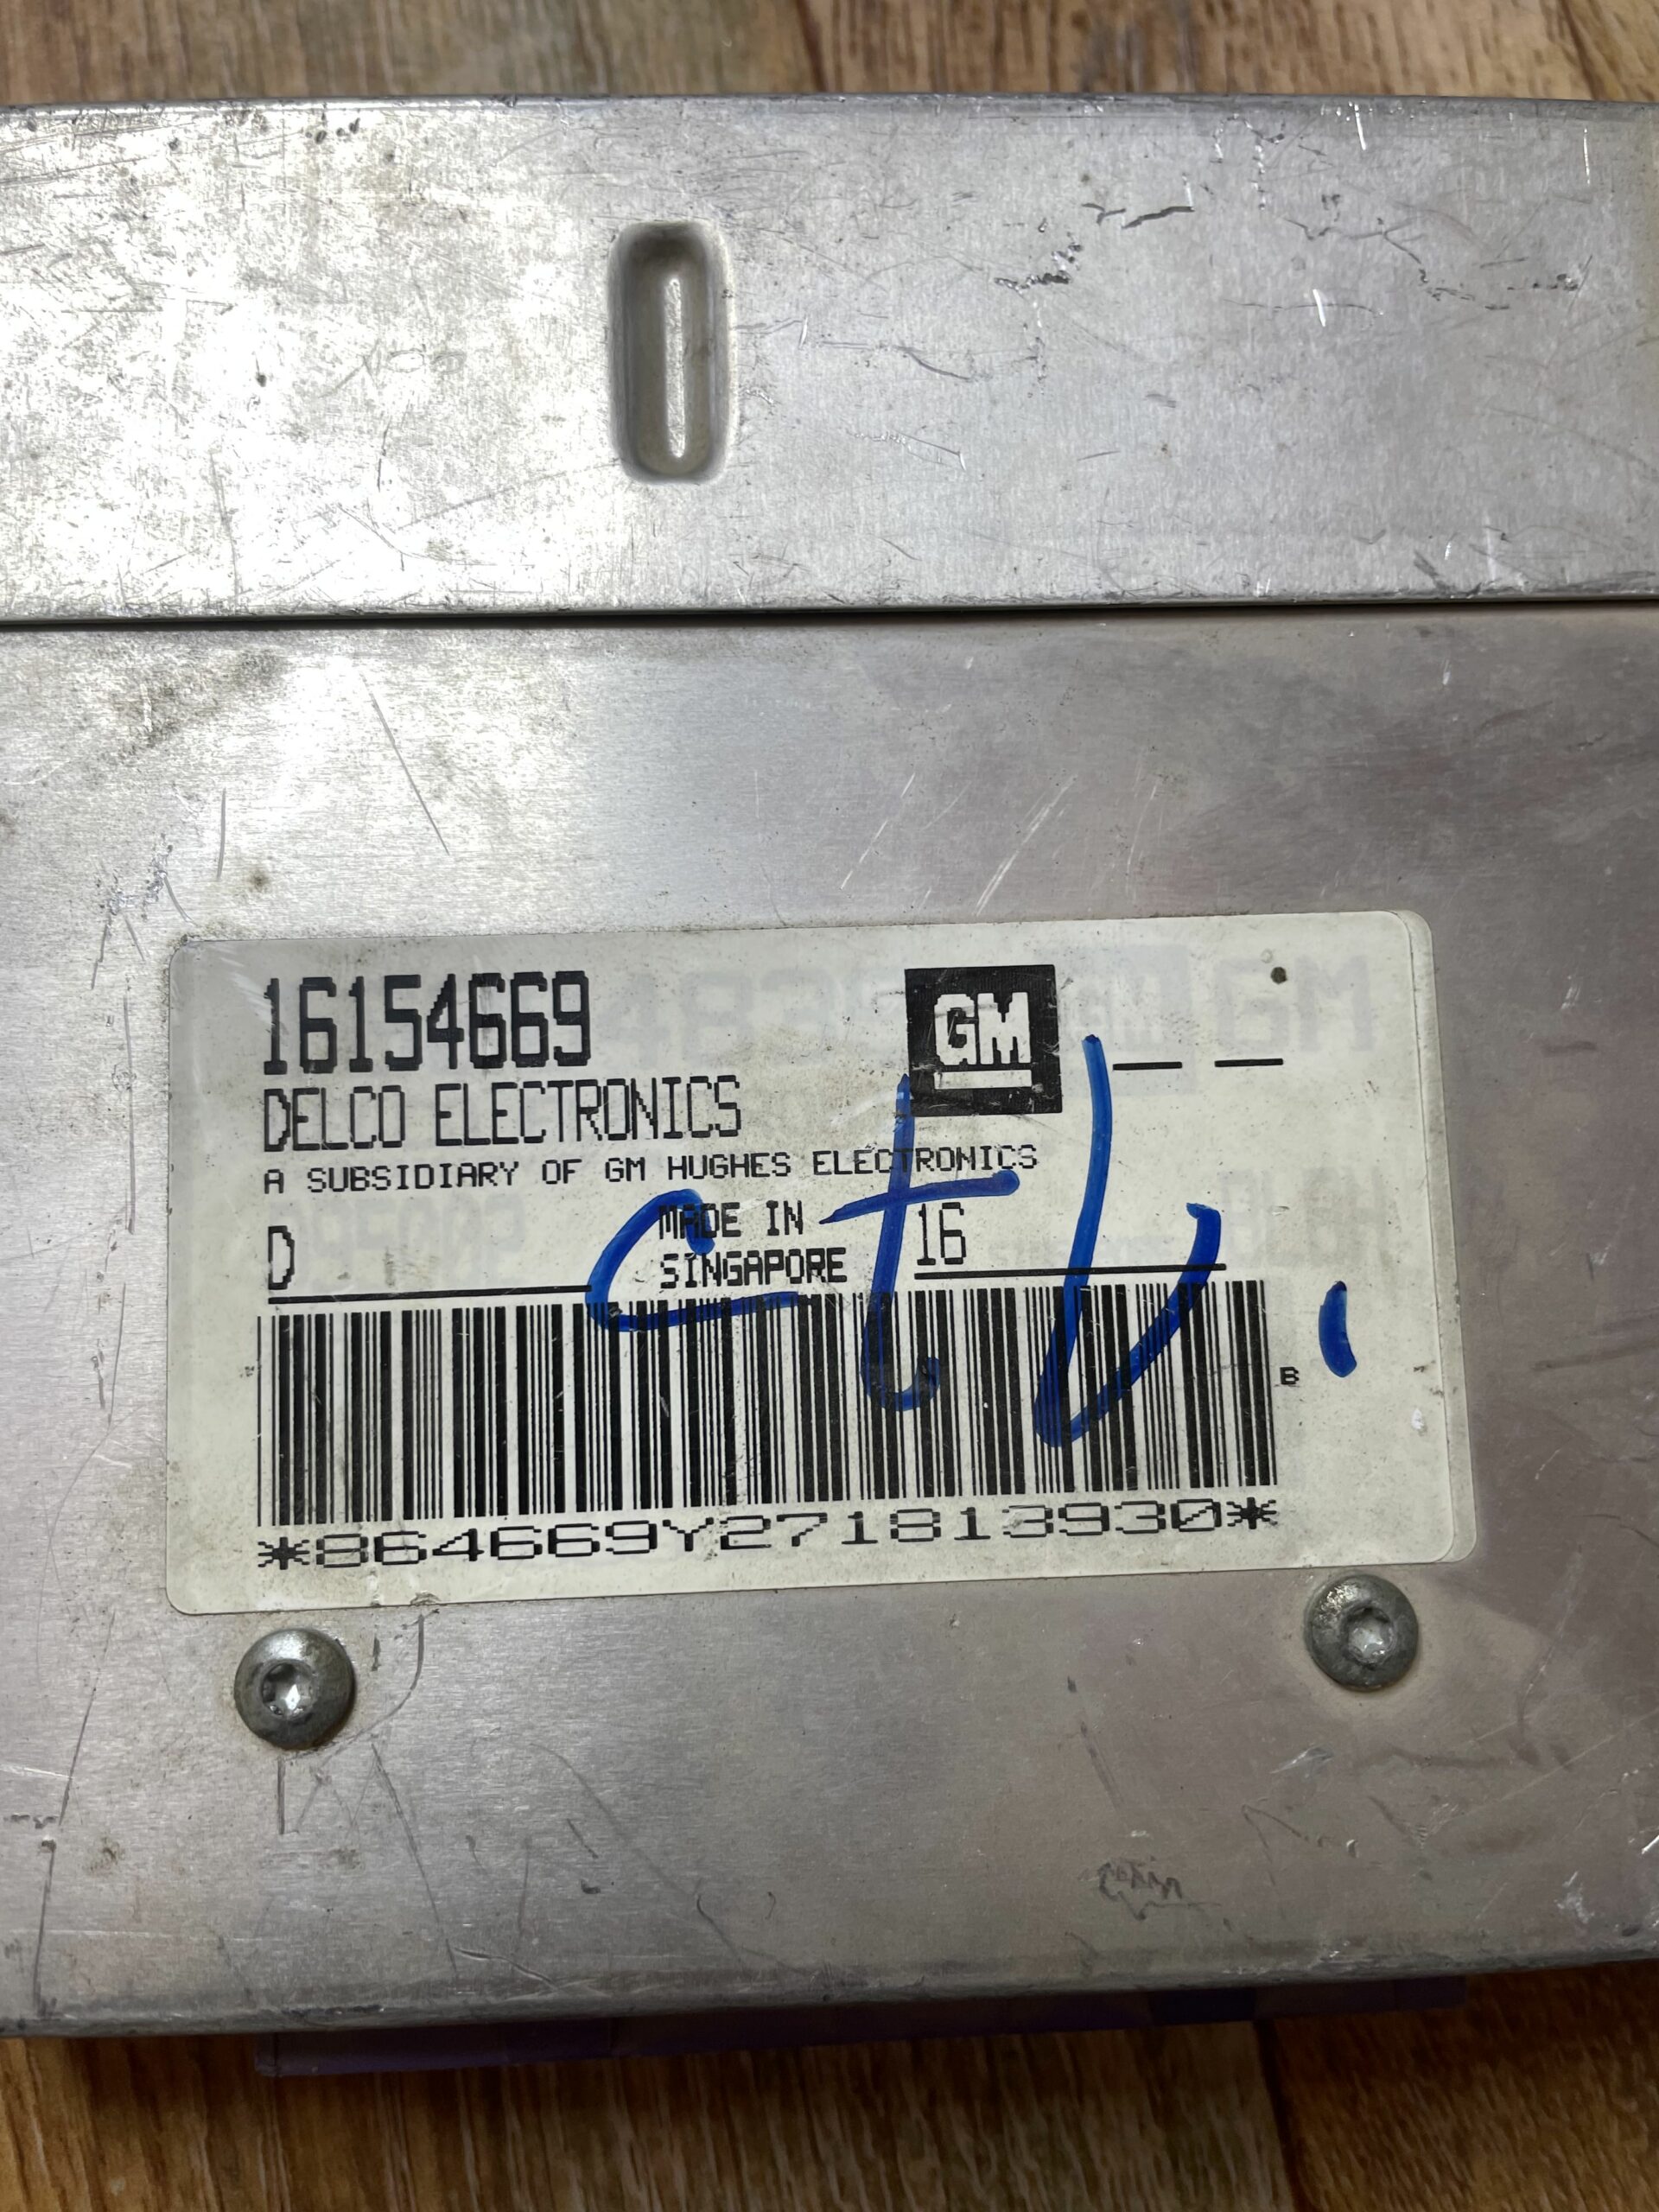 16154669
GM
DELCO ELECTRONICS
A SUBSIDIARY OF GM HUGHES ELECTRONICS
D
MADE IN
SINGAPORE
16
B
*864669Y271813930*